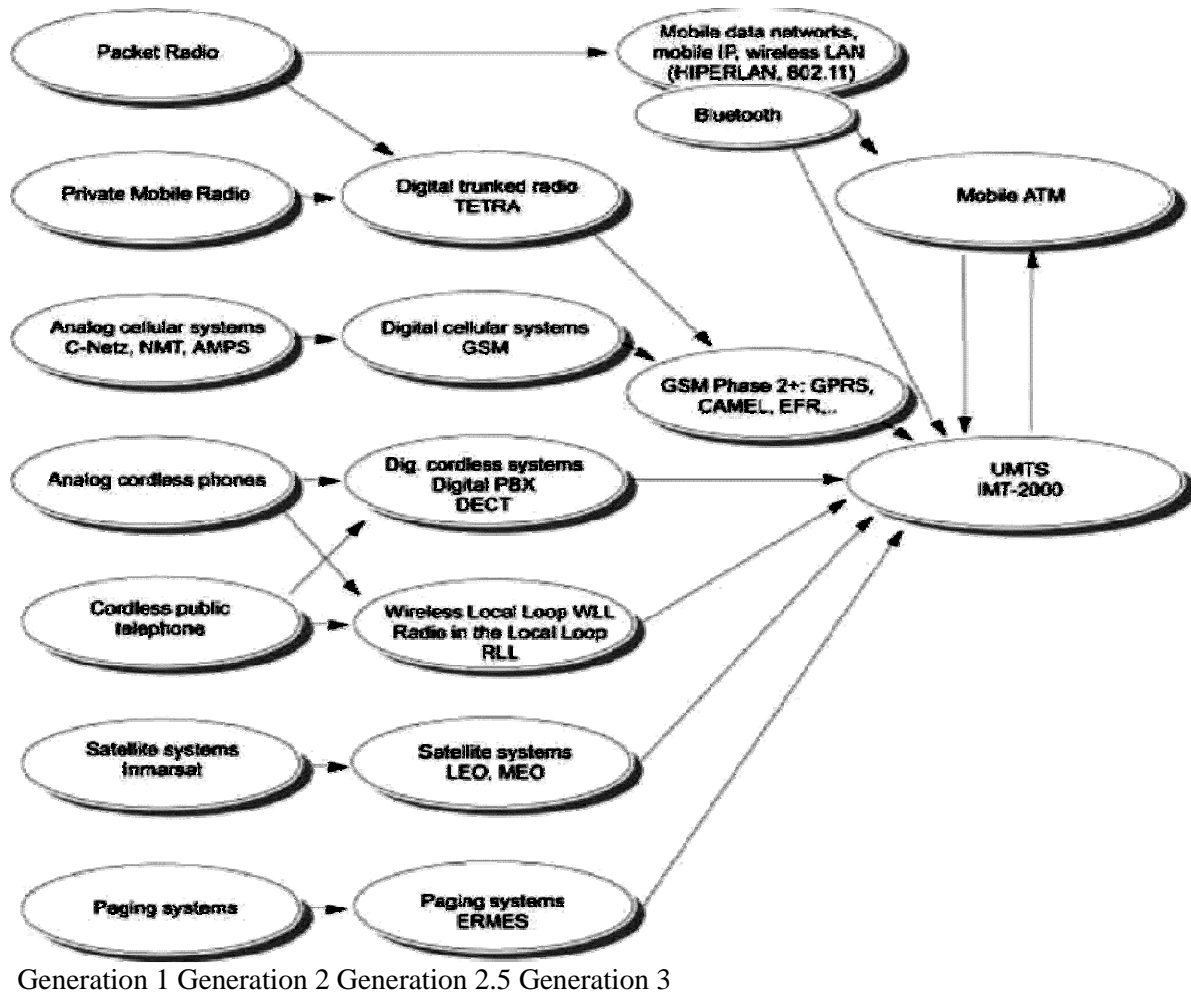 Packet Radio
Mobile data networks,
mobile IP, wireless LAN
(HIPERLAN, 802.11)
Bluetooth
Private Mobile Radio
Digital trunked radio
TETRA
Mobile ATM
Analog cellular systems
C-Netz, NMT, AMPS
Digital cellular systems
GSM
GSM Phase 2+: GPRS,
CAMEL, EFR,..
Analog cordless phones
Dig. cordless systems
Digital PBX
DECT
UMTS
IMT-2000
Cordless public
telephone
Wireless Local Loop WLL
Radio in the Local Loop
RLL
Satellite systems
Inmarsat
Satellite systems
LEO, MEO
Paging systems
Paging systems
ERMES
Generation 1 Generation 2 Generation 2.5 Generation 3